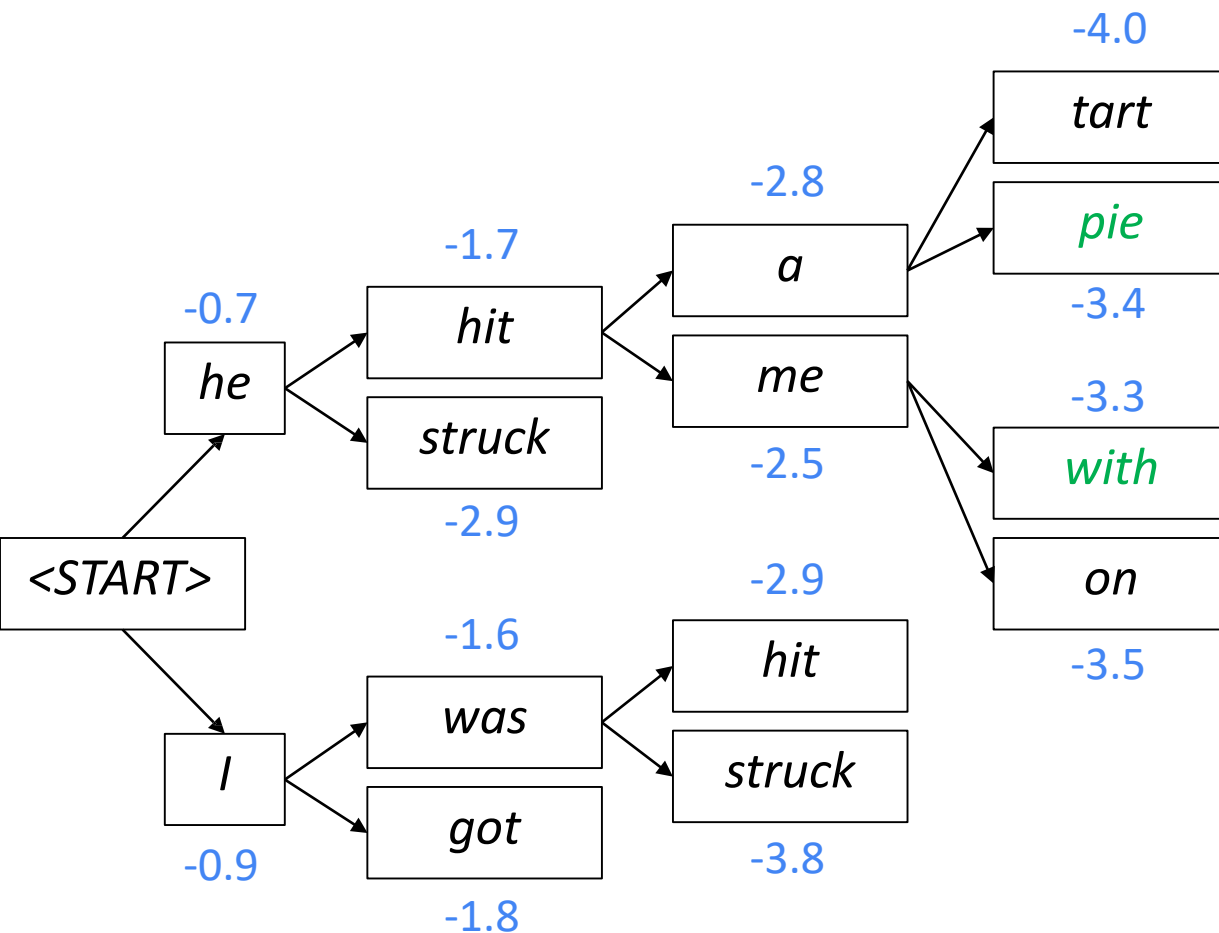 -4.0
tart
-2.8
pie
-1.7
a
-3.4
-0.7
hit
me
-3.3
he
struck
-2.5
with
-2.9
<START>
-2.9
on
-1.6
hit
-3.5
I
was
struck
-0.9
got
-3.8
-1.8